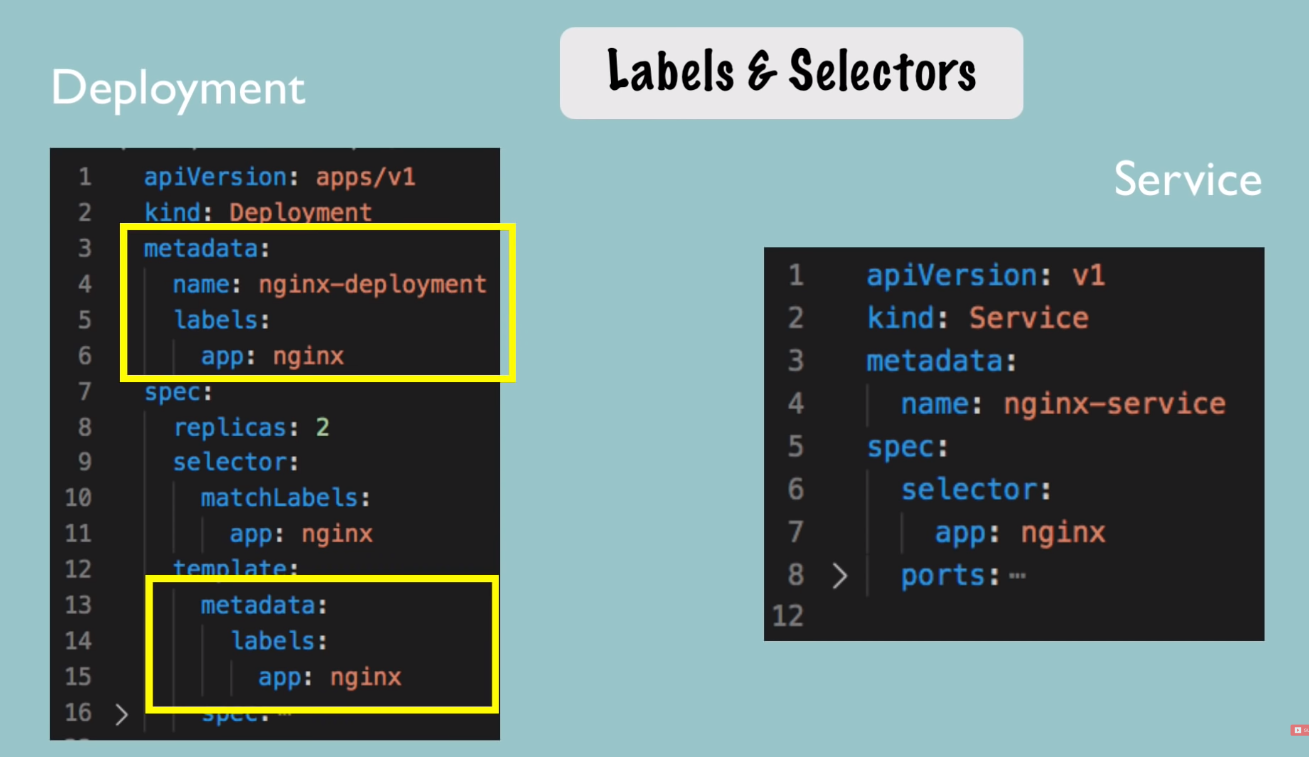 Labels & Selectors
Deployment
1 apiVersion: apps/v1
2 kind: Deployment
3 metadata:
4 name: nginx-deployment
5 labels:
6 app: nginx
7 spec:
8 replicas: 2
9 selector:
10 matchLabels:
11 app: nginx
12 template:
13 metadata:
14 labels:
15 app: nginx
16 > spec:…
Service
1 apiVersion: v1
2 kind: Service
3 metadata:
4 name: nginx-service
5 spec:
6 selector:
7 app: nginx
8 > ports:…
12